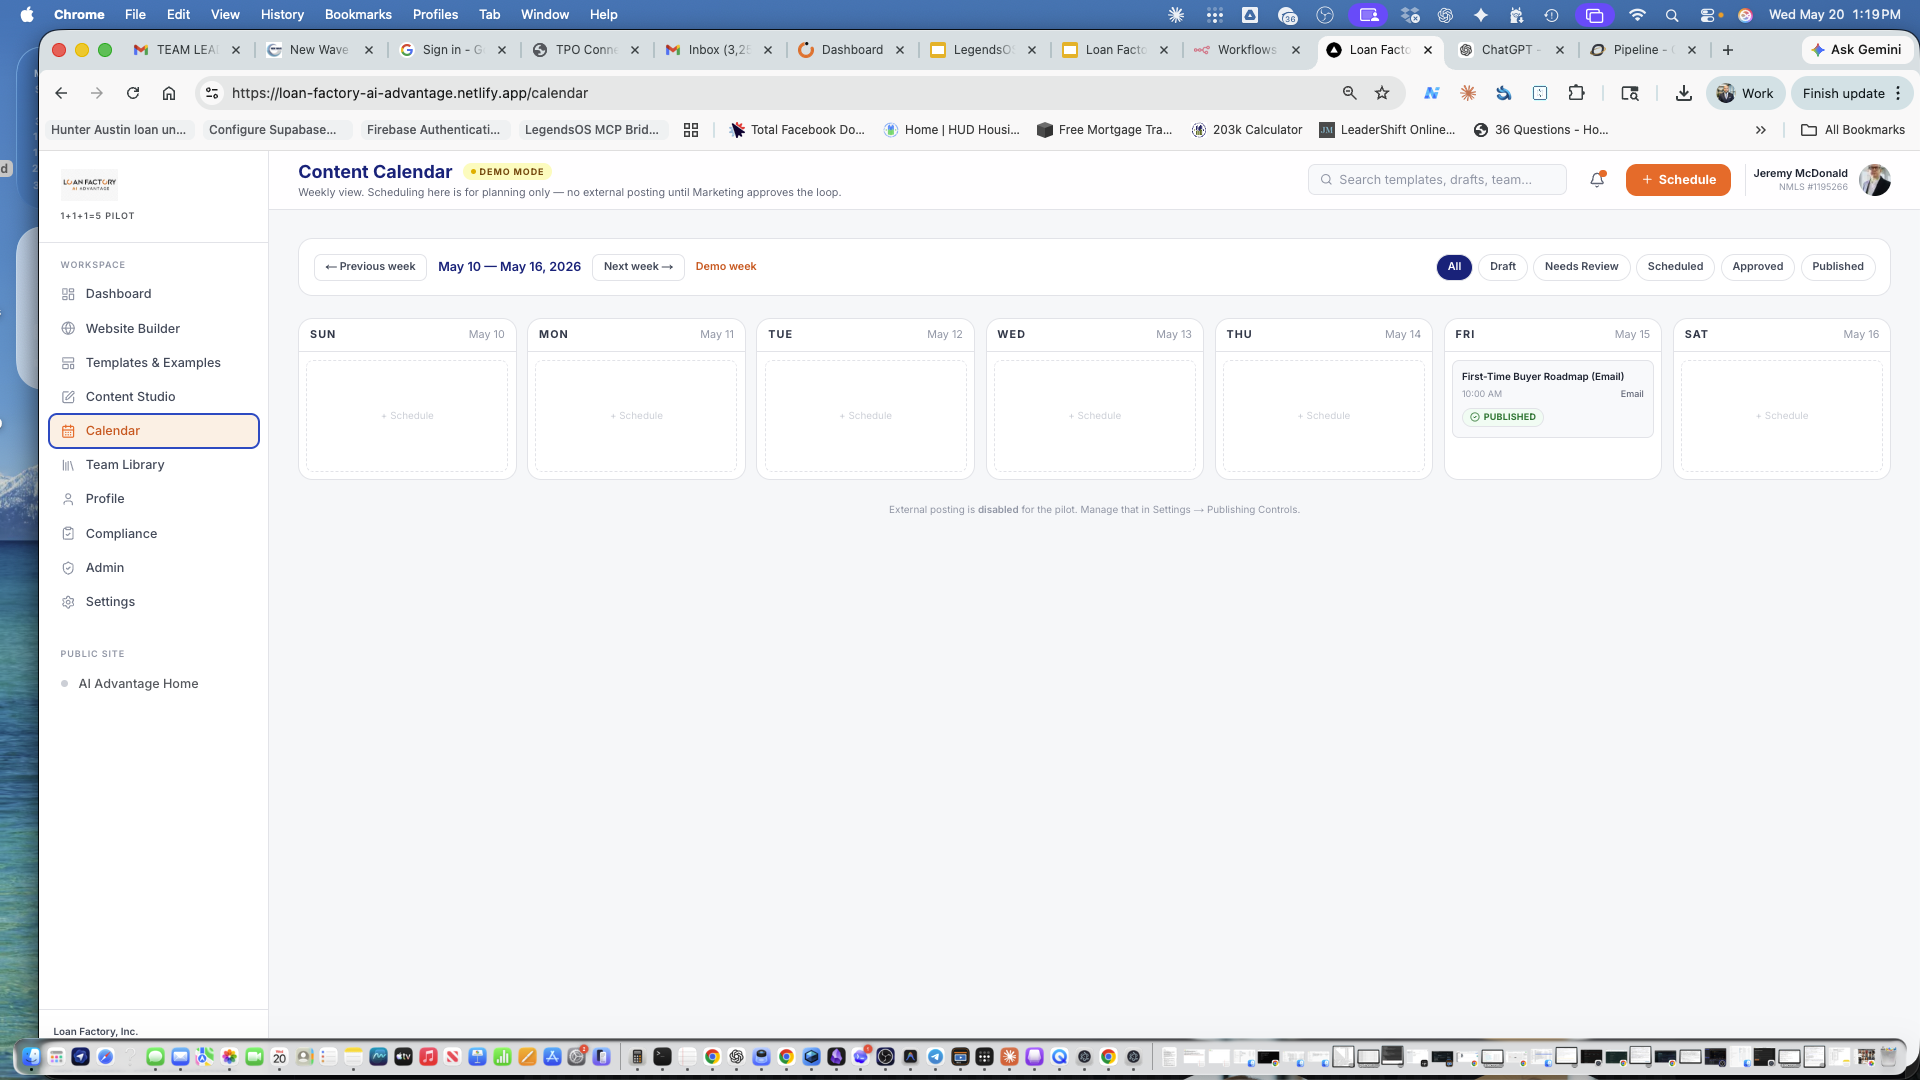 Chrome File Edit View History Bookmarks Profiles Tab Window Help
36
Wed May 20 1:19 PM
TEAM LEA
New Wave
Sign in - G
TPO Conne
Inbox (3,2
Dashboard
LegendsO
Loan Facto
Workflows
Loan Facto
ChatGPT -
Pipeline -
Ask Gemini
https://loan-factory-ai-advantage.netlify.app/calendar
Work
Finish update
Hunter Austin loan un...
Configure Supabase...
Firebase Authenticati...
LegendsOS MCP Brid...
Total Facebook Do...
Home | HUD Housi...
Free Mortgage Tra...
203k Calculator
LeaderShift Online...
36 Questions - Ho...
All Bookmarks
LOAN FACTORY
AI ADVANTAGE
1+1+1=5 PILOT
WORKSPACE
Dashboard
Website Builder
Templates & Examples
Content Studio
Calendar
Team Library
Profile
Compliance
Admin
Settings
PUBLIC SITE
AI Advantage Home
Loan Factory, Inc.
Content Calendar
DEMO MODE
Weekly view. Scheduling here is for planning only — no external posting until Marketing approves the loop.
Search templates, drafts, team...
+ Schedule
Jeremy McDonald
NMLS #1195266
← Previous week
May 10 — May 16, 2026
Next week →
Demo week
All
Draft
Needs Review
Scheduled
Approved
Published
SUN May 10
+ Schedule
MON May 11
+ Schedule
TUE May 12
+ Schedule
WED May 13
+ Schedule
THU May 14
+ Schedule
FRI May 15
First-Time Buyer Roadmap (Email)
10:00 AM Email
PUBLISHED
SAT May 16
+ Schedule
External posting is disabled for the pilot. Manage that in Settings → Publishing Controls.
d
20
tv